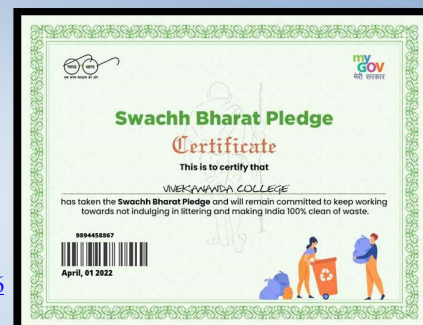 स्वच्छ भारत
एक कदम स्वच्छता की ओर
my
GOV
मेरी सरकार
Swachh Bharat Pledge
Certificate
This is to certify that
VIVEKANANDA COLLEGE
has taken the Swachh Bharat Pledge and will remain committed to keep working
towards not indulging in littering and making India 100% clean of waste.
9894458867
April, 01 2022